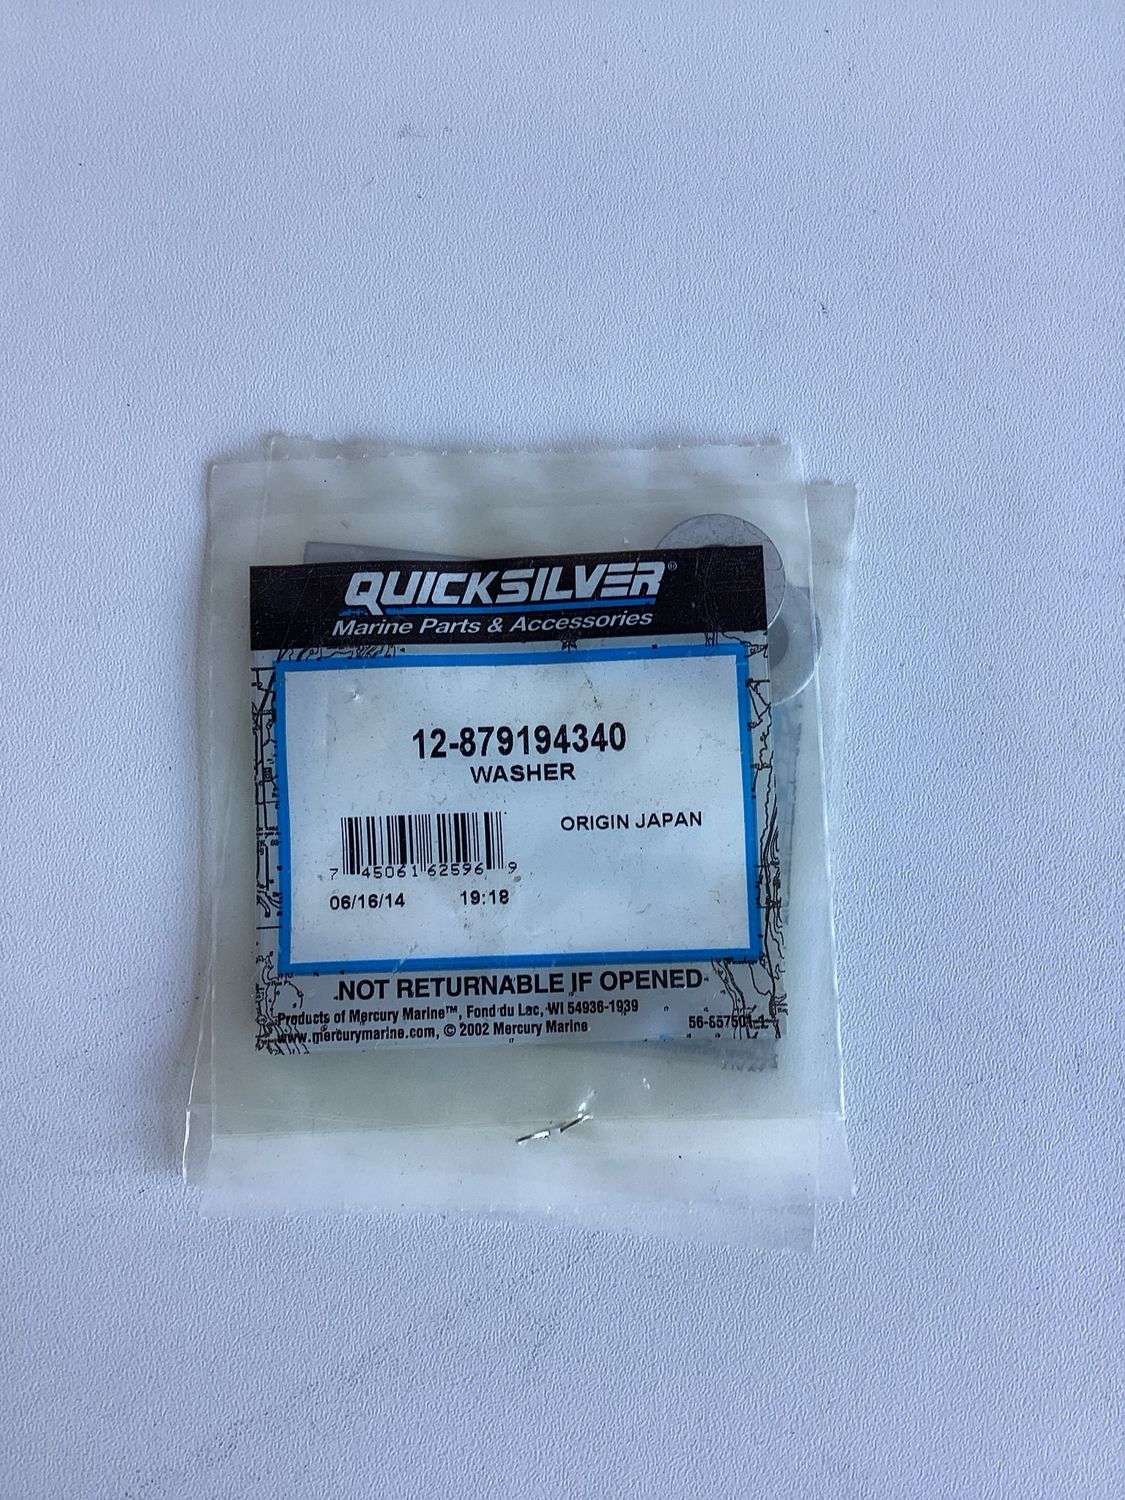 QUICKSILVER®
Marine Parts & Accessories
12-879194340
WASHER
ORIGIN JAPAN
7 45061 62596 9
06/16/14 19:18
NOT RETURNABLE IF OPENED
Products of Mercury Marine™, Fond du Lac, WI 54936-1939
www.mercurymarine.com, © 2002 Mercury Marine